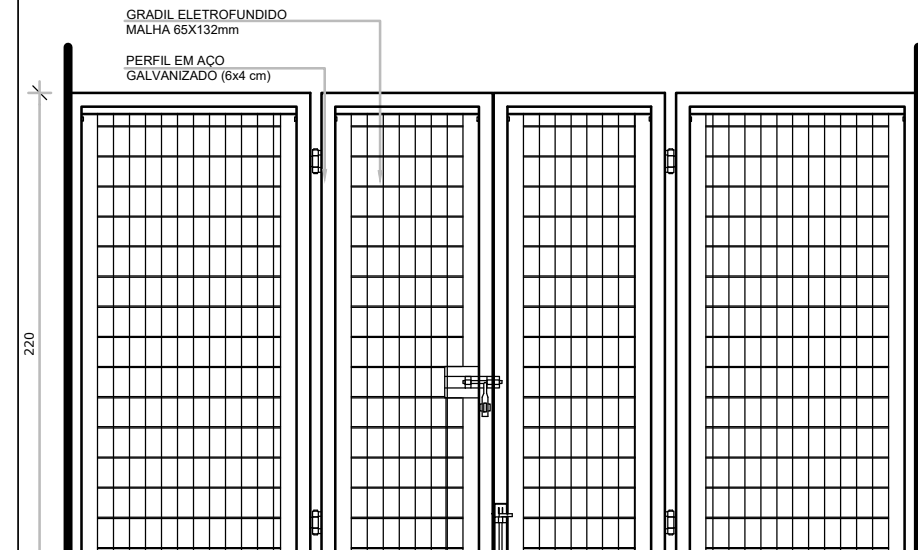 GRADIL ELETROFUNDIDO
MALHA 65X132mm
PERFIL EM AÇO
GALVANIZADO (6x4 cm)
220